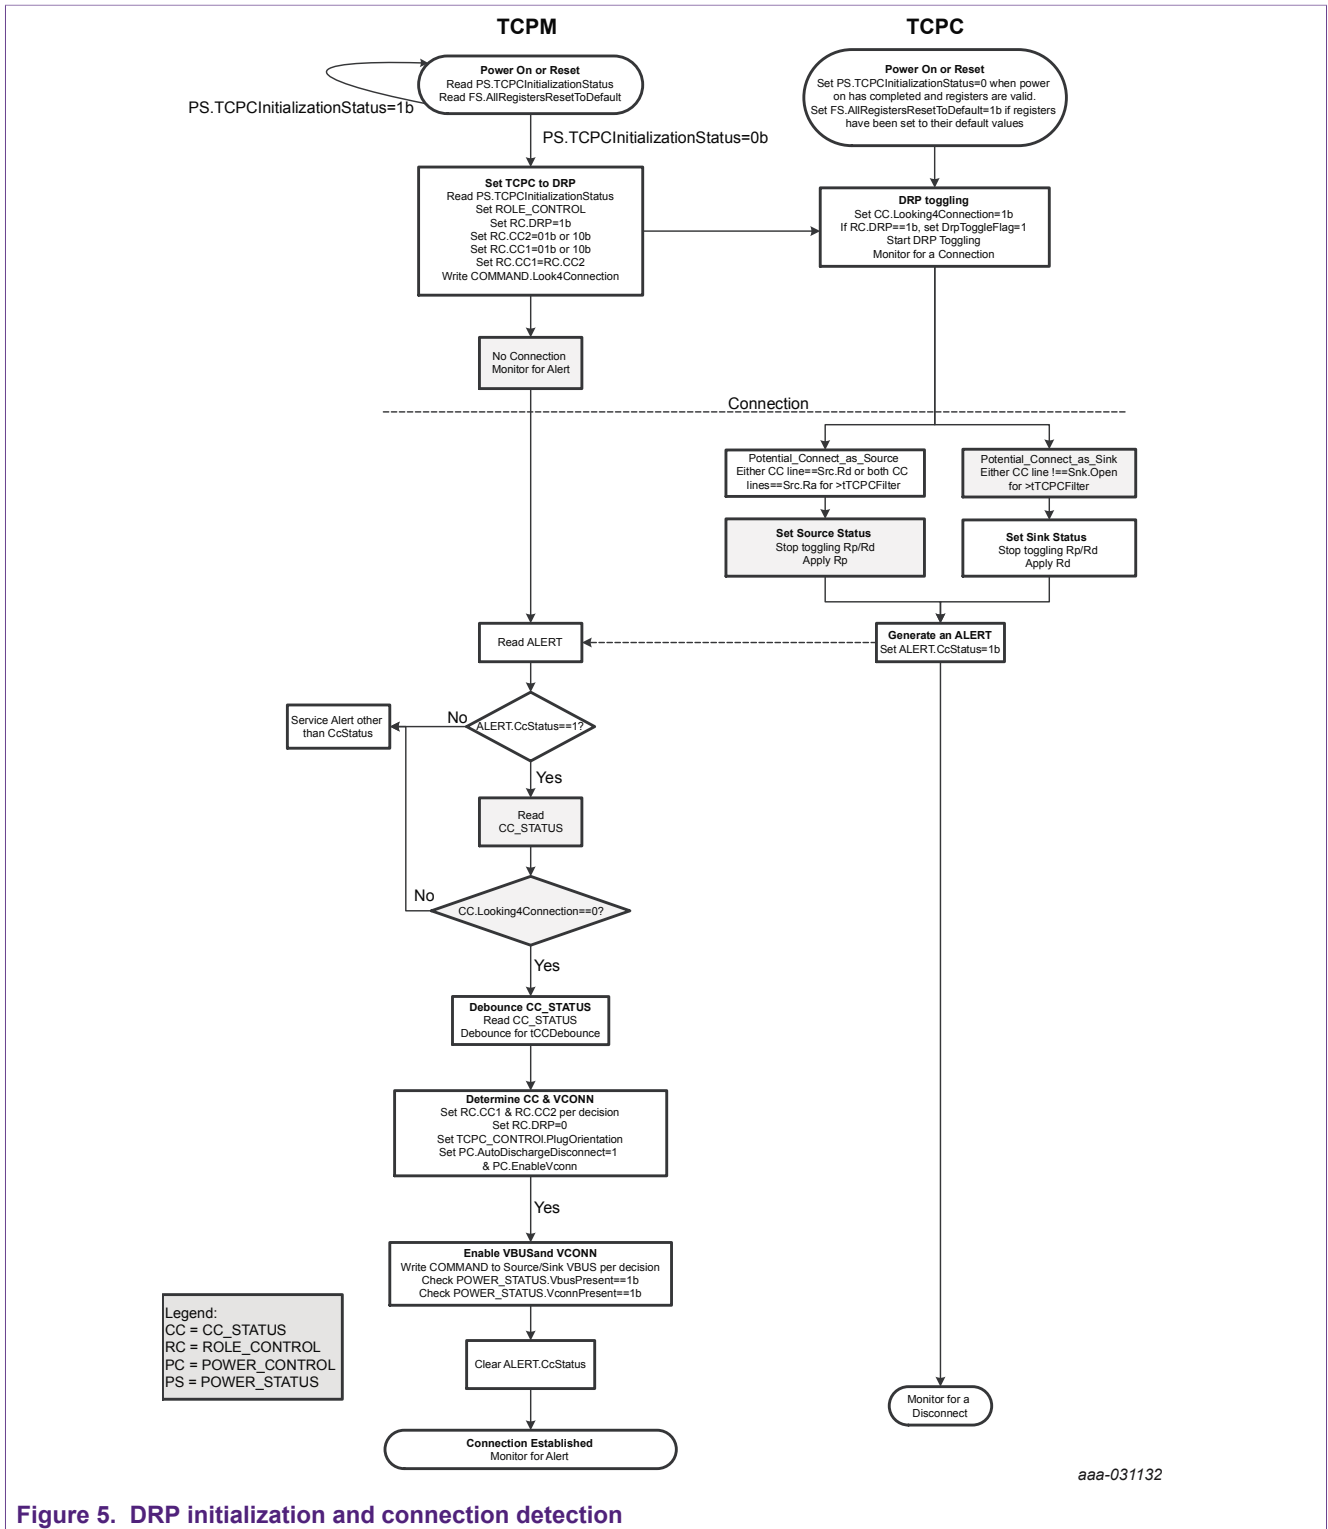 TCPM
TCPC
Power On or Reset
Read PS.TCPCInitializationStatus
Read FS.AllRegistersResetToDefault
PS.TCPCInitializationStatus=1b
PS.TCPCInitializationStatus=0b
Power On or Reset
Set PS.TCPCInitializationStatus=0 when power
on has completed and registers are valid.
Set FS.AllRegistersResetToDefault=1b if registers
have been set to their default values
Set TCPC to DRP
Read PS.TCPCInitializationStatus
Set ROLE_CONTROL
Set RC.DRP=1b
Set RC.CC2=01b or 10b
Set RC.CC1=01b or 10b
Set RC.CC1=RC.CC2
Write COMMAND.Look4Connection
DRP toggling
Set CC.Looking4Connection=1b
If RC.DRP==1b, set DrpToggleFlag=1
Start DRP Toggling
Monitor for a Connection
No Connection
Monitor for Alert
Connection
Potential_Connect_as_Source
Either CC line==Src.Rd or both CC
lines==Src.Ra for >tTCPCFilter
Potential_Connect_as_Sink
Either CC line !==Snk.Open
for >tTCPCFilter
Set Source Status
Stop toggling Rp/Rd
Apply Rp
Set Sink Status
Stop toggling Rp/Rd
Apply Rd
Read ALERT
Generate an ALERT
Set ALERT.CcStatus=1b
Service Alert other
than CcStatus
No
ALERT.CcStatus==1?
Yes
Read
CC_STATUS
No
CC.Looking4Connection==0?
Yes
Debounce CC_STATUS
Read CC_STATUS
Debounce for tCCDebounce
Determine CC & VCONN
Set RC.CC1 & RC.CC2 per decision
Set RC.DRP=0
Set TCPC_CONTROl.PlugOrientation
Set PC.AutoDischargeDisconnect=1
& PC.EnableVconn
Yes
Enable VBUSand VCONN
Write COMMAND to Source/Sink VBUS per decision
Check POWER_STATUS.VbusPresent==1b
Check POWER_STATUS.VconnPresent==1b
Legend:
CC = CC_STATUS
RC = ROLE_CONTROL
PC = POWER_CONTROL
PS = POWER_STATUS
Clear ALERT.CcStatus
Monitor for a
Disconnect
Connection Established
Monitor for Alert
aaa-031132
Figure 5. DRP initialization and connection detection